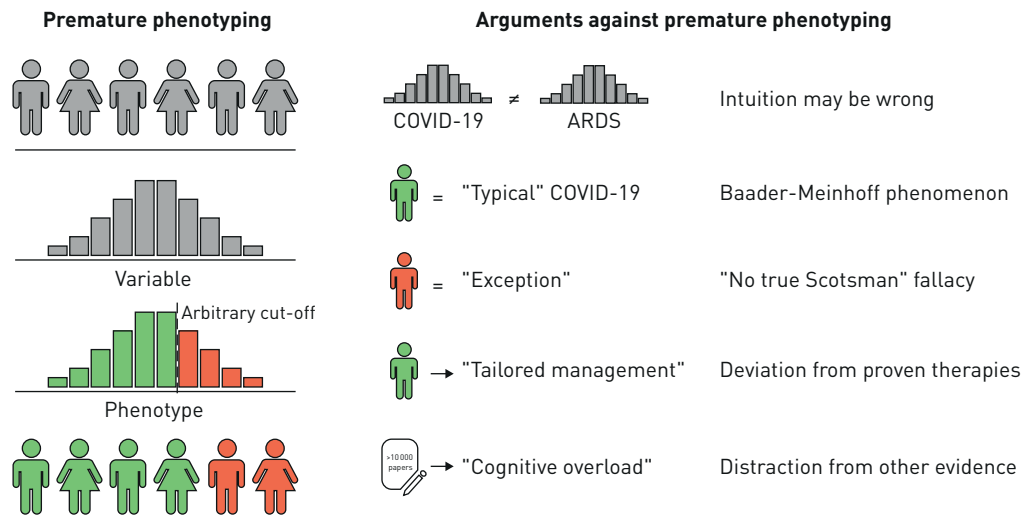 Premature phenotyping
Variable
Arbitrary cut-off
Phenotype
Arguments against premature phenotyping
COVID-19
≠
ARDS
Intuition may be wrong
= "Typical" COVID-19
Baader-Meinhoff phenomenon
= "Exception"
"No true Scotsman" fallacy
"Tailored management"
Deviation from proven therapies
>10000
papers
"Cognitive overload"
Distraction from other evidence